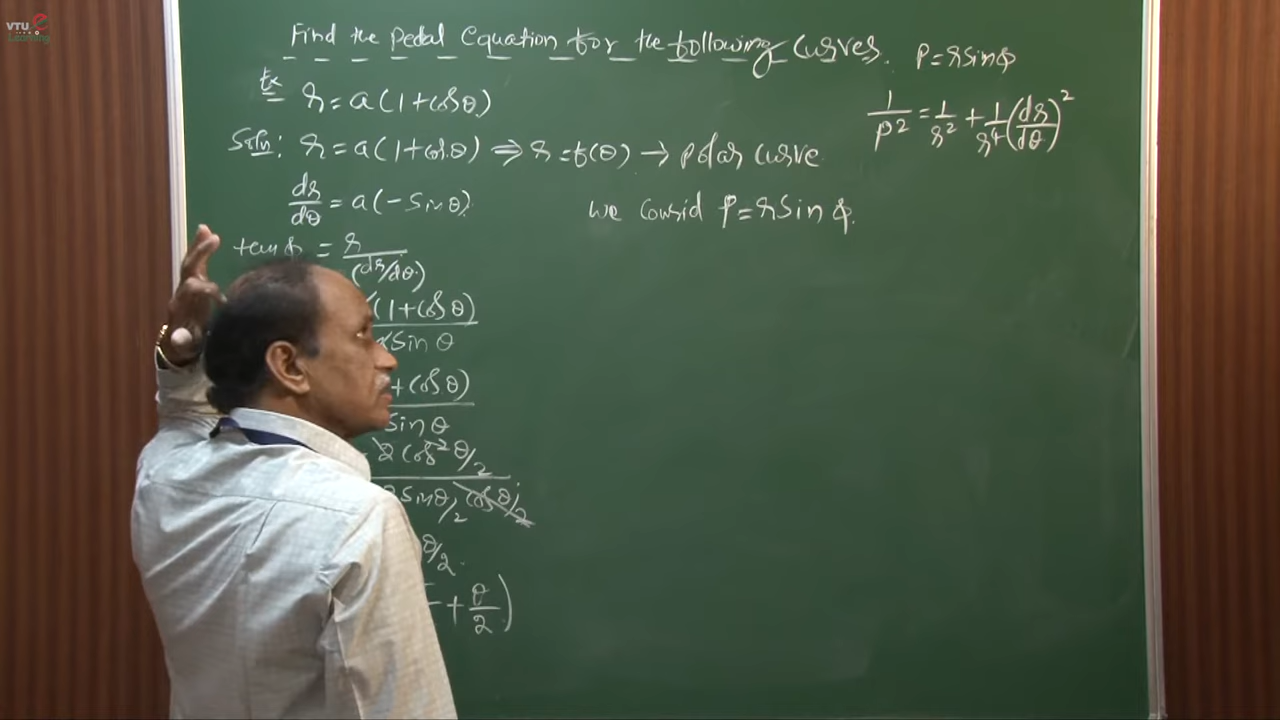 VTU e
Learning
Find the Pedal Equation for the following Curves.
P = r sin φ
Ex r = a(1 + cos θ)
1/P² = 1/r² + 1/r⁴ (dr/dθ)²
Soln: r = a(1 + cos θ) ⇒ r = f(θ) → polar curve
dr/dθ = a(- sin θ).
We consid P = r sin φ.
tan φ = r/(dr/dθ)
(1 + cos θ)
sin θ
+ cos θ)
sin θ
2 cos² θ/2
2 sin θ/2 cos θ/2
θ/2.
+ θ/2)